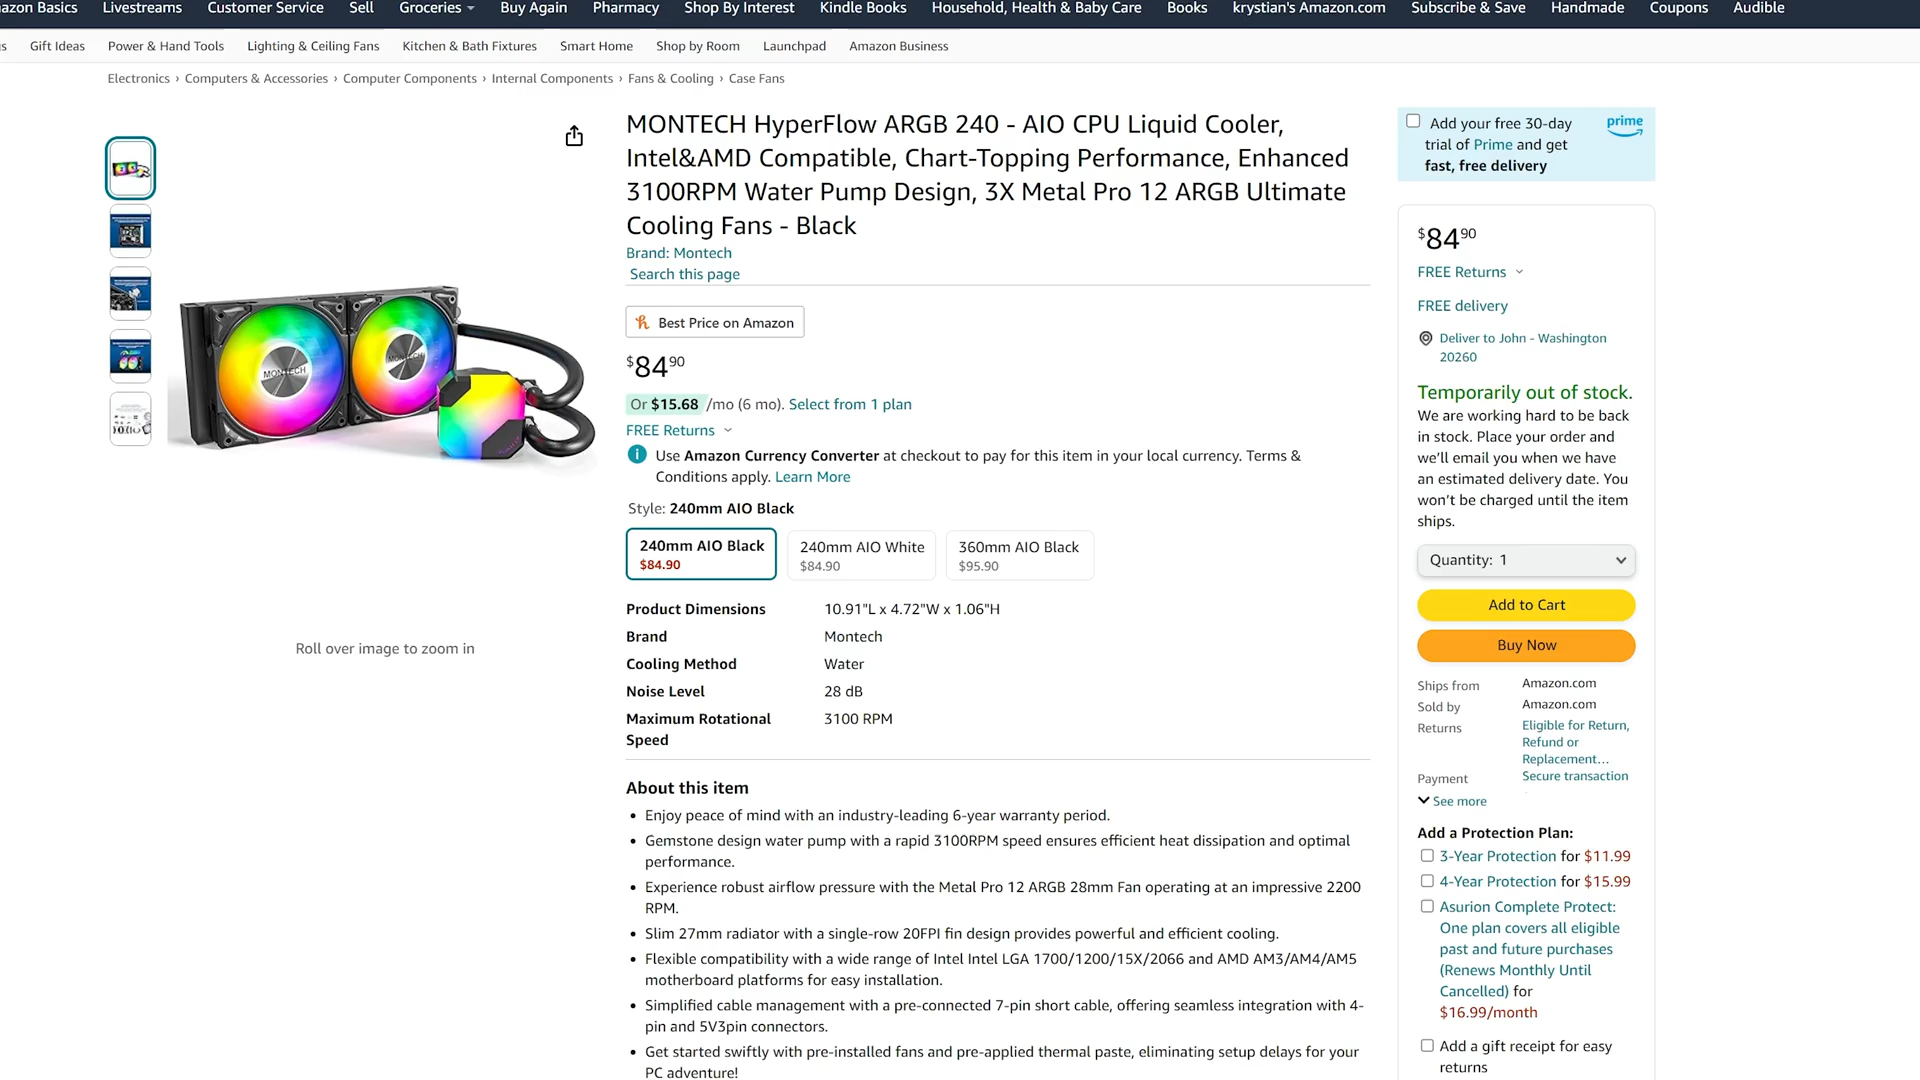 azon Basics Livestreams Customer Service Sell Groceries Buy Again Pharmacy Shop By Interest Kindle Books Household, Health & Baby Care Books krystian's Amazon.com Subscribe & Save Handmade Coupons Audible
s Gift Ideas Power & Hand Tools Lighting & Ceiling Fans Kitchen & Bath Fixtures Smart Home Shop by Room Launchpad Amazon Business
Electronics › Computers & Accessories › Computer Components › Internal Components › Fans & Cooling › Case Fans
MONTECH HyperFlow ARGB 240 - AIO CPU Liquid Cooler,
Intel&AMD Compatible, Chart-Topping Performance, Enhanced
3100RPM Water Pump Design, 3X Metal Pro 12 ARGB Ultimate
Cooling Fans - Black
Brand: Montech
Search this page
Best Price on Amazon
$8490
Or $15.68 /mo (6 mo). Select from 1 plan
FREE Returns
Use Amazon Currency Converter at checkout to pay for this item in your local currency. Terms &
Conditions apply. Learn More
Style: 240mm AIO Black
240mm AIO Black
$84.90
240mm AIO White
$84.90
360mm AIO Black
$95.90
Product Dimensions 10.91"L x 4.72"W x 1.06"H
Brand Montech
Cooling Method Water
Noise Level 28 dB
Maximum Rotational 3100 RPM
Speed
About this item
• Enjoy peace of mind with an industry-leading 6-year warranty period.
• Gemstone design water pump with a rapid 3100RPM speed ensures efficient heat dissipation and optimal
performance.
• Experience robust airflow pressure with the Metal Pro 12 ARGB 28mm Fan operating at an impressive 2200
RPM.
• Slim 27mm radiator with a single-row 20FPI fin design provides powerful and efficient cooling.
• Flexible compatibility with a wide range of Intel Intel LGA 1700/1200/15X/2066 and AMD AM3/AM4/AM5
motherboard platforms for easy installation.
• Simplified cable management with a pre-connected 7-pin short cable, offering seamless integration with 4-
pin and 5V3pin connectors.
• Get started swiftly with pre-installed fans and pre-applied thermal paste, eliminating setup delays for your
PC adventure!
MONTECH
MONTECH
Roll over image to zoom in
Add your free 30-day
trial of Prime and get
fast, free delivery
prime
$8490
FREE Returns
FREE delivery
Deliver to John - Washington
20260
Temporarily out of stock.
We are working hard to be back
in stock. Place your order and
we’ll email you when we have
an estimated delivery date. You
won’t be charged until the item
ships.
Quantity: 1
Add to Cart
Buy Now
Ships from Amazon.com
Sold by Amazon.com
Returns Eligible for Return,
Refund or
Replacement…
Payment Secure transaction
See more
Add a Protection Plan:
3-Year Protection for $11.99
4-Year Protection for $15.99
Asurion Complete Protect:
One plan covers all eligible
past and future purchases
(Renews Monthly Until
Cancelled) for
$16.99/month
Add a gift receipt for easy
returns